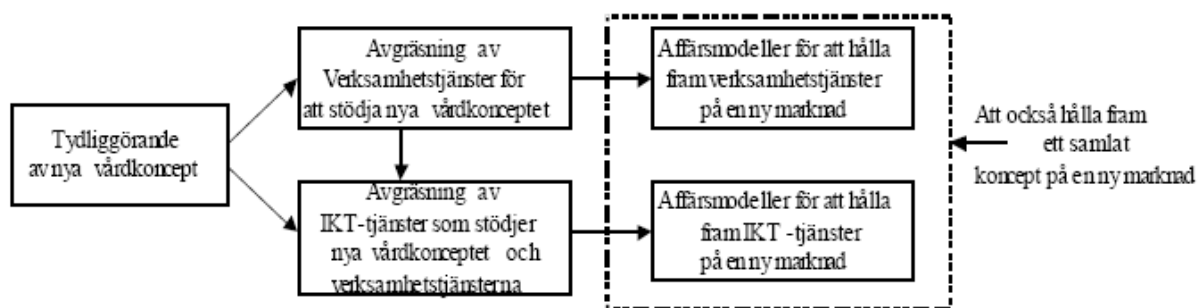 Tydliggörande
av nya vårdkoncept
Avgräsning av
Verksamhetstjänster för
att stödja nya vårdkonceptet
Avgräsning av
IKT-tjänster som stödjer
nya vårdkonceptet och
verksamhetstjänsterna
Affärsmodeller för att hålla
fram verksamhetstjänster
på en ny marknad
Affärsmodeller för att hålla
fram IKT -tjänster
på en ny marknad
Att också hålla fram
ett samlat
koncept på en ny marknad